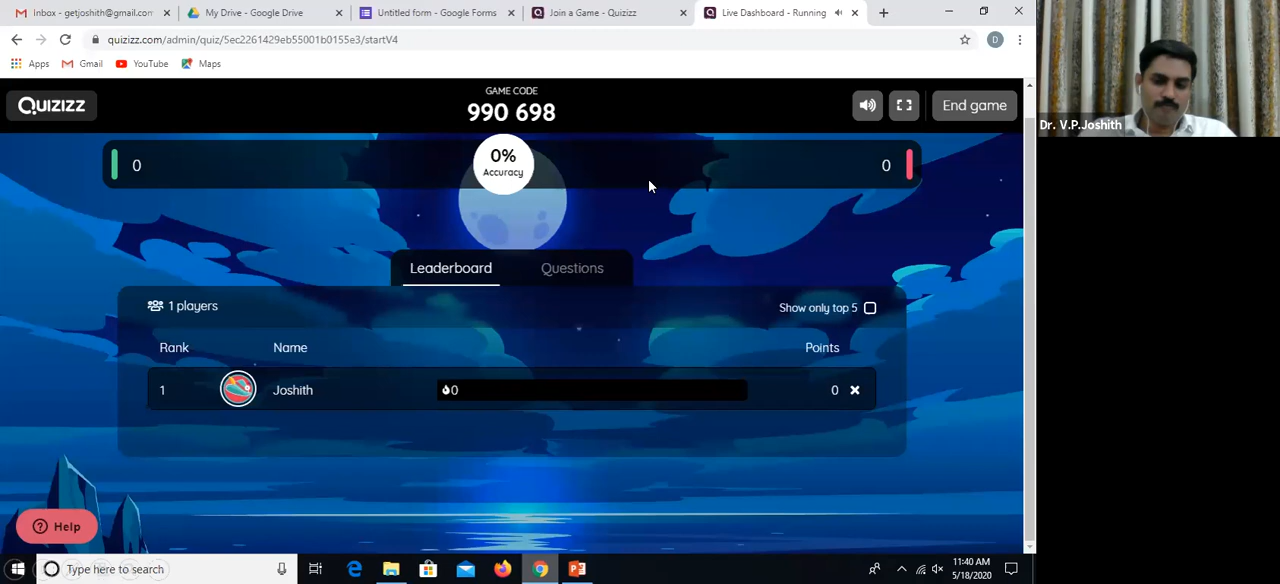 Inbox - getjoshith@gmail.com
My Drive - Google Drive
Untitled form - Google Forms
Join a Game - Quizizz
Live Dashboard - Running
quizizz.com/admin/quiz/5ec2261429eb55001b0155e3/startV4
D
Apps
Gmail
YouTube
Maps
QUIZIZZ
GAME CODE
990 698
End game
Dr. V.P.Joshith
0
0%
Accuracy
0
Leaderboard
Questions
1 players
Show only top 5
Rank
Name
Points
1
Joshith
0
0
Help
Type here to search
11:40 AM
5/18/2020